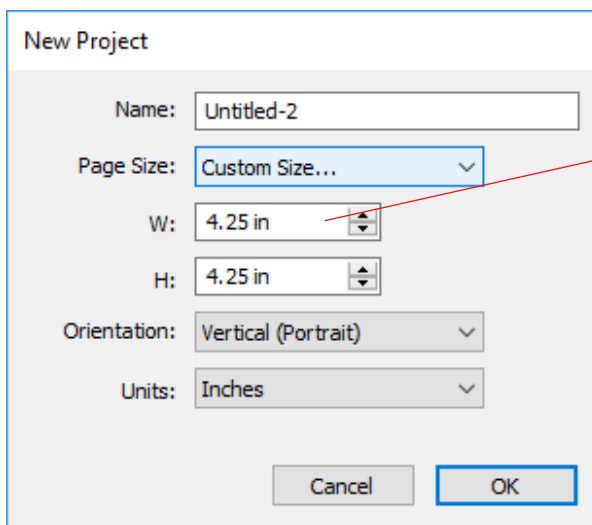 New Project
Name: Untitled-2
Page Size: Custom Size...
W: 4.25 in
H: 4.25 in
Orientation: Vertical (Portrait)
Units: Inches
Cancel OK